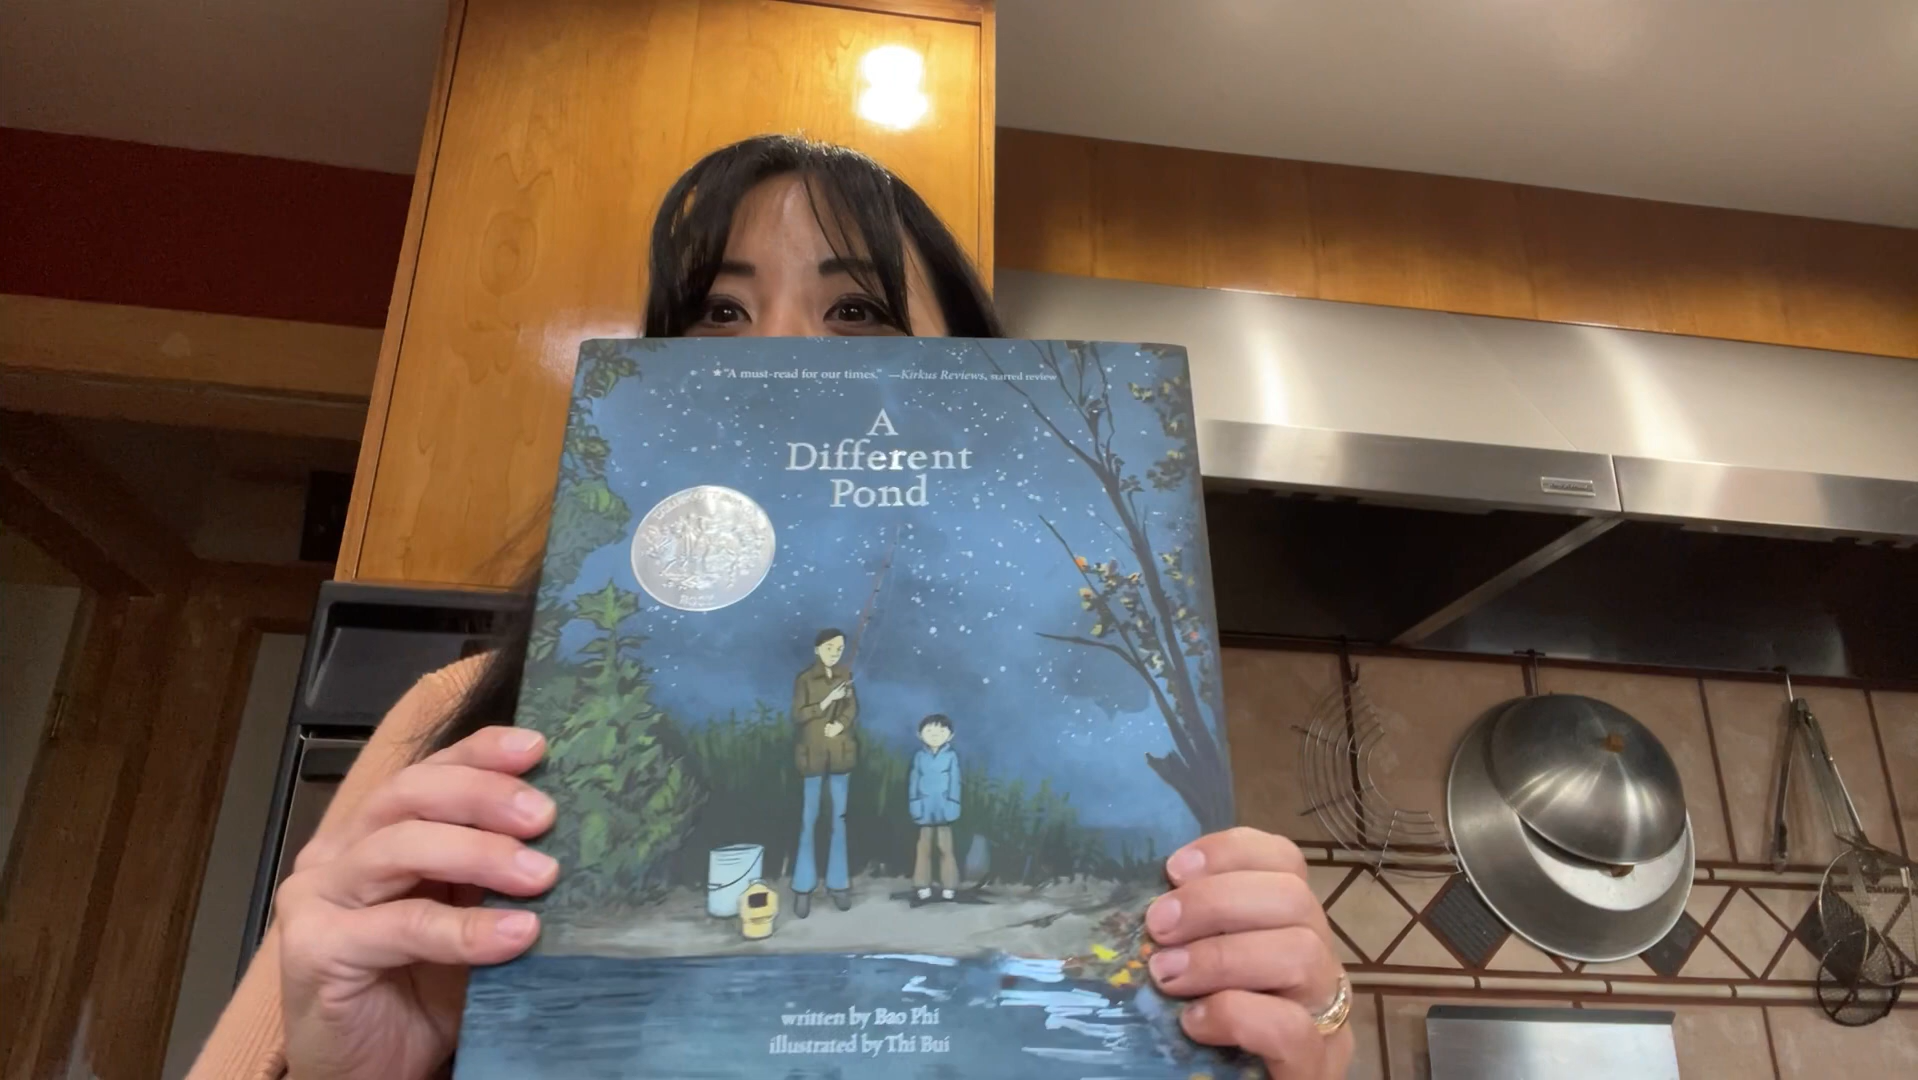 ★"A must-read for our times." —Kirkus Reviews, starred review
A
Different
Pond
written by Bao Phi
illustrated by Thi Bui